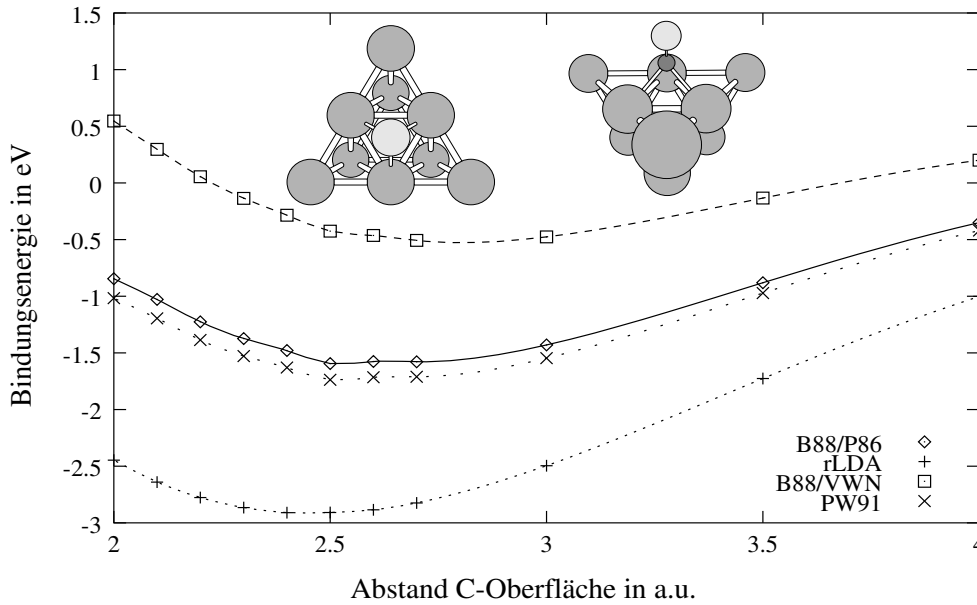 1.5
1
0.5
0
-0.5
-1
-1.5
-2
-2.5
-3
Bindungsenergie in eV
B88/P86
rLDA
B88/VWN
PW91
2 2.5 3 3.5 4
Abstand C-Oberfläche in a.u.